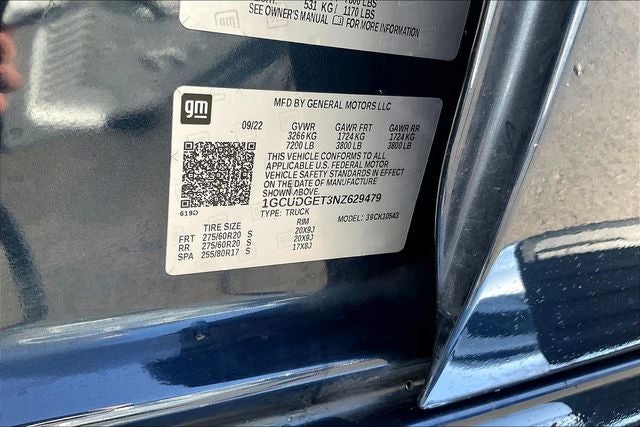 531 KG
1170 LBS
SEE OWNER'S MANUAL FOR MORE INFORMATION
gm
MFD BY GENERAL MOTORS LLC
09/22 GVWR GAWR FRT GAWR RR
3266 KG 1724 KG 1724 KG
7200 LB 3800 LB 3800 LB
THIS VEHICLE CONFORMS TO ALL
APPLICABLE U.S. FEDERAL MOTOR
VEHICLE SAFETY STANDARDS IN EFFECT
ON THE DATE OF MANUFACTURE
SHOWN ABOVE.
1GCUDGET3NZ629479
TYPE: TRUCK MODEL: 39CK10543
TIRE SIZE RIM
FRT 275/60R20 S 20X9J
RR 275/60R20 S 20X9J
SPA 255/80R17 S 17X8J